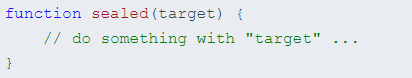 function sealed(target) {
    // do something with "target" ...
}